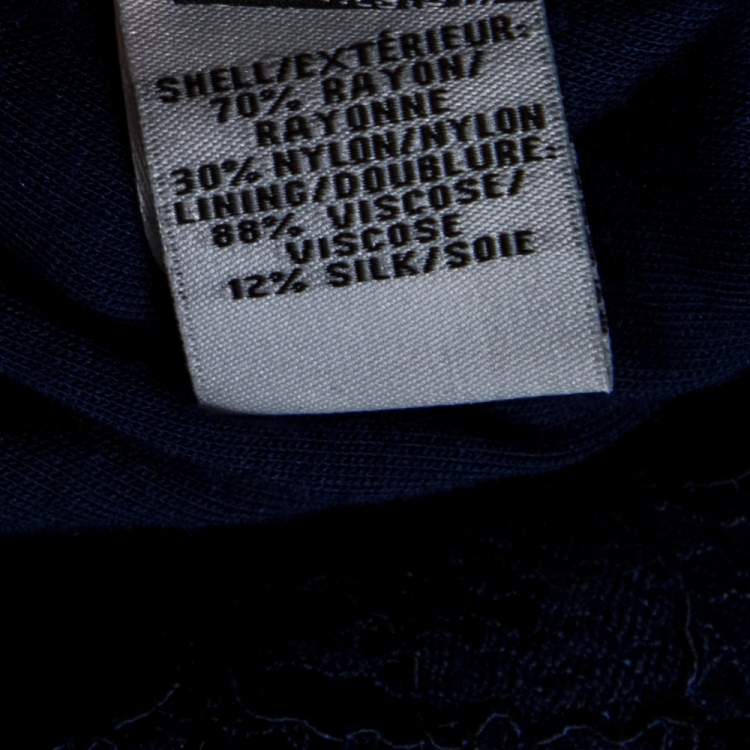 SHELL/EXTÉRIEUR:
70% RAYON/
RAYONNE
30% NYLON/NYLON
LINING/DOUBLURE:
88% VISCOSE/
VISCOSE
12% SILK/SOIE